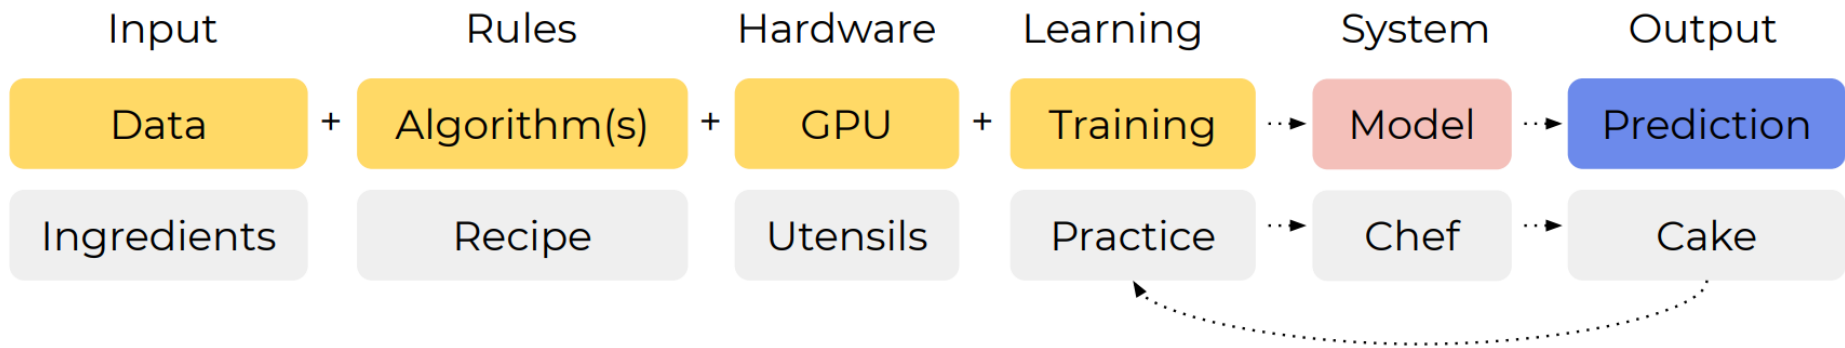 Input Rules Hardware Learning System Output
Data + Algorithm(s) + GPU + Training Model Prediction
Ingredients Recipe Utensils Practice Chef Cake